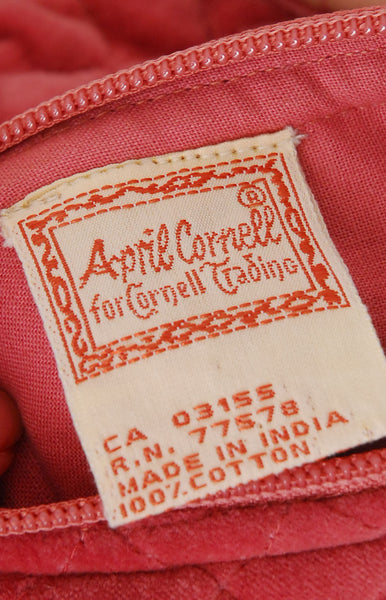 April Cornell ®
for Cornell Trading
CA 03155
R.N. 77578
MADE IN INDIA
100% COTTON